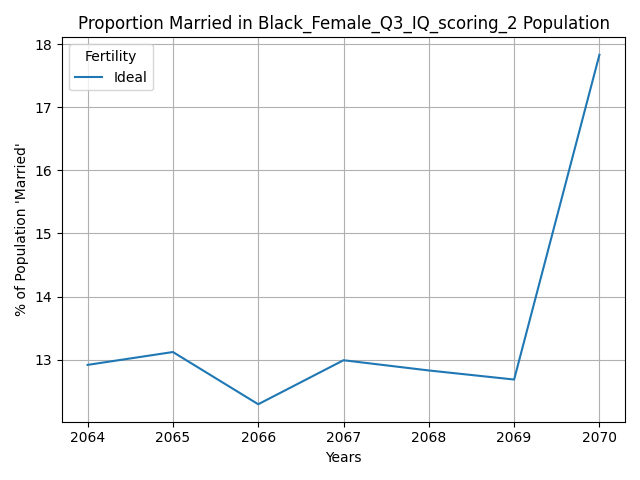 Proportion Married in Black_Female_Q3_IQ_scoring_2 Population
Fertility
Ideal
% of Population 'Married'
18
17
16
15
14
13
2064 2065 2066 2067 2068 2069 2070
Years